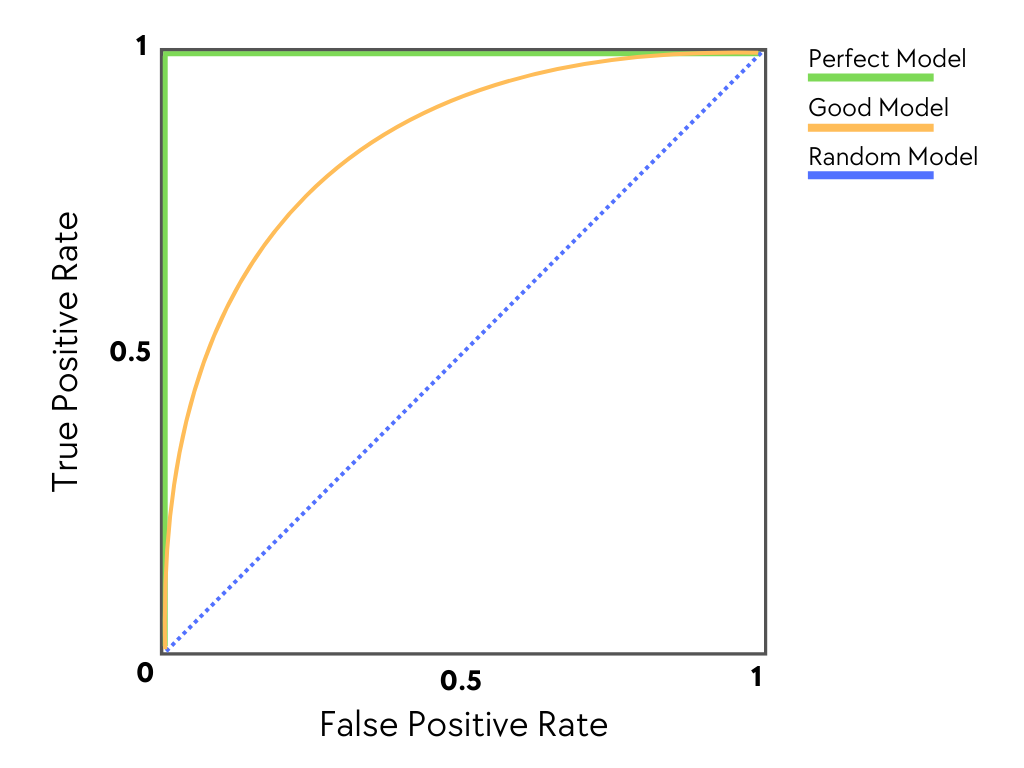 1
Perfect Model
Good Model
Random Model
True Positive Rate
0.5
0
0.5
1
False Positive Rate